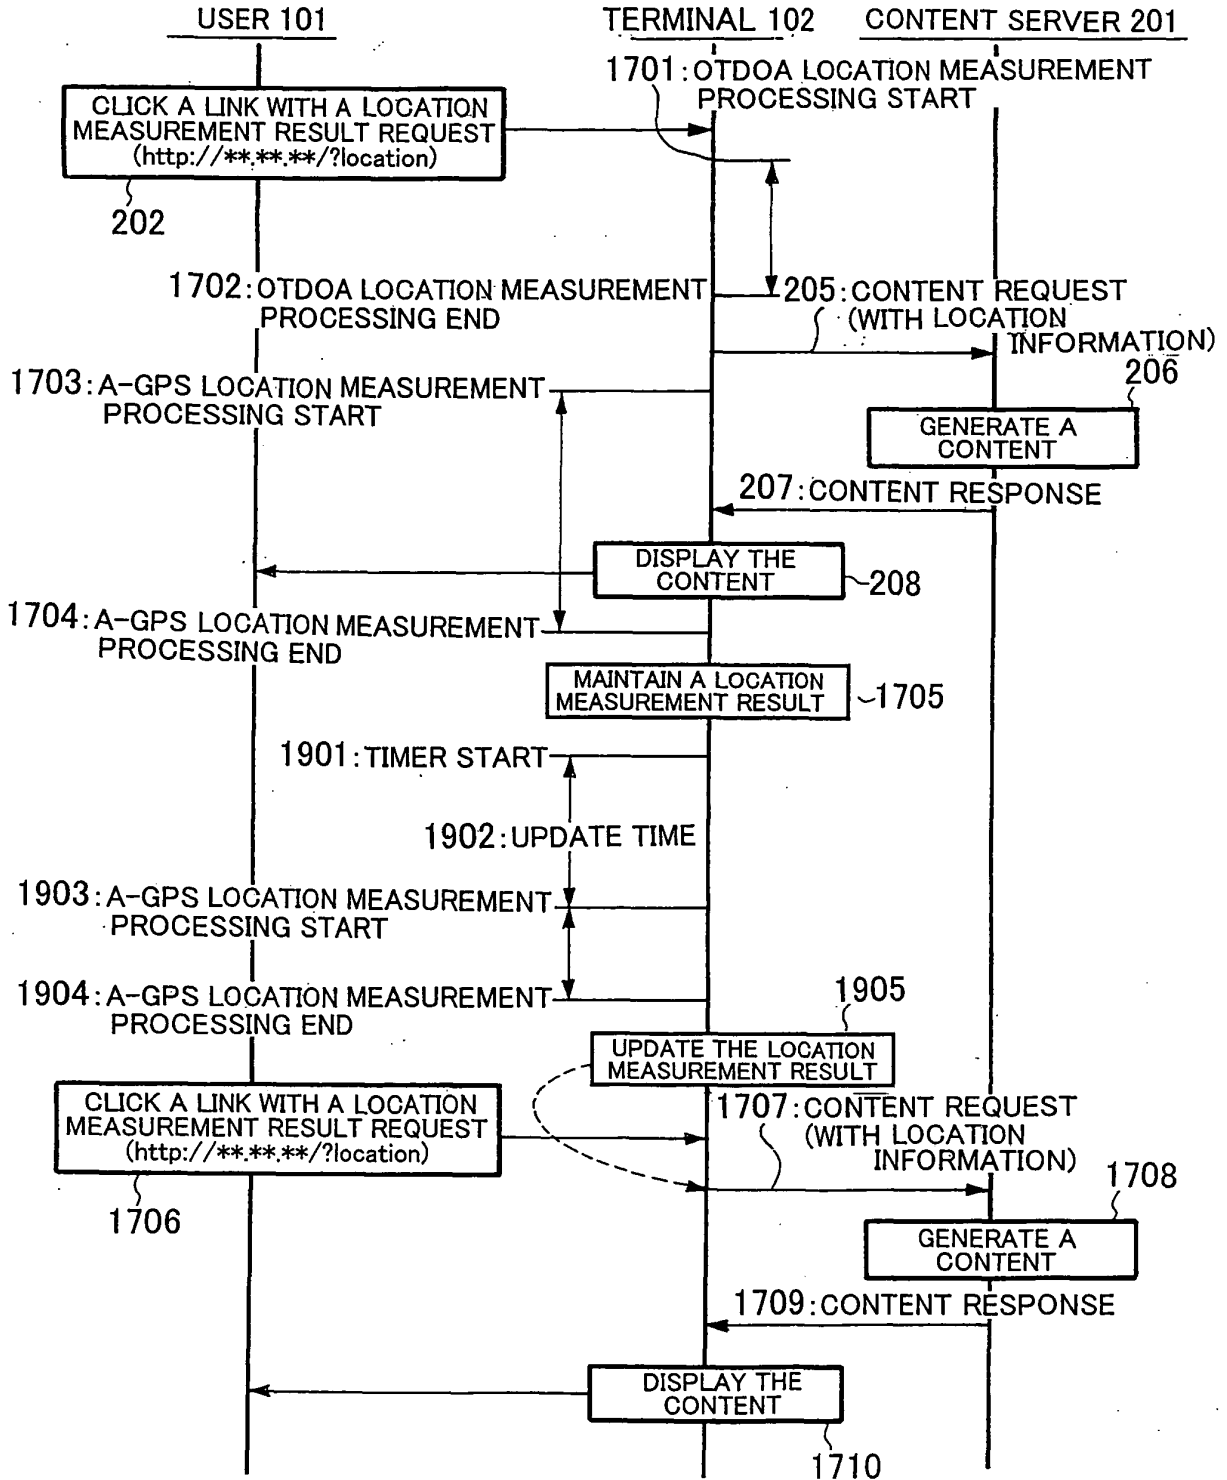 USER 101
TERMINAL 102
CONTENT SERVER 201
1701:OTDOA LOCATION MEASUREMENT
PROCESSING START
CLICK A LINK WITH A LOCATION
MEASUREMENT RESULT REQUEST
(http://**.**.**/?location)
202
1702:OTDOA LOCATION MEASUREMENT
PROCESSING END
205:CONTENT REQUEST
(WITH LOCATION
INFORMATION)
1703:A-GPS LOCATION MEASUREMENT
PROCESSING START
206
GENERATE A
CONTENT
207:CONTENT RESPONSE
DISPLAY THE
CONTENT
208
1704:A-GPS LOCATION MEASUREMENT
PROCESSING END
MAINTAIN A LOCATION
MEASUREMENT RESULT
1705
1901:TIMER START
1902:UPDATE TIME
1903:A-GPS LOCATION MEASUREMENT
PROCESSING START
1904:A-GPS LOCATION MEASUREMENT
PROCESSING END
1905
UPDATE THE LOCATION
MEASUREMENT RESULT
CLICK A LINK WITH A LOCATION
MEASUREMENT RESULT REQUEST
(http://**.**.**/?location)
1706
1707:CONTENT REQUEST
(WITH LOCATION
INFORMATION)
1708
GENERATE A
CONTENT
1709:CONTENT RESPONSE
DISPLAY THE
CONTENT
1710